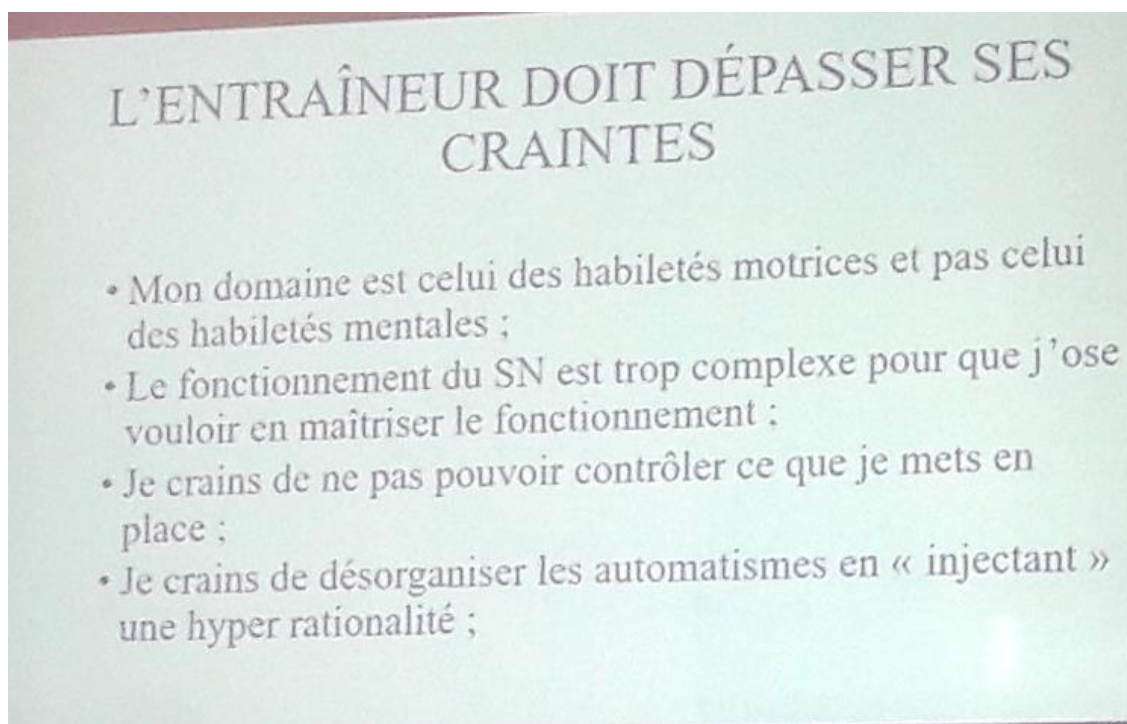 L'ENTRAÎNEUR DOIT DÉPASSER SES
CRAINTES
• Mon domaine est celui des habiletés motrices et pas celui
des habiletés mentales ;
• Le fonctionnement du SN est trop complexe pour que j'ose
vouloir en maîtriser le fonctionnement ;
• Je crains de ne pas pouvoir contrôler ce que je mets en
place ;
• Je crains de désorganiser les automatismes en « injectant »
une hyper rationalité ;